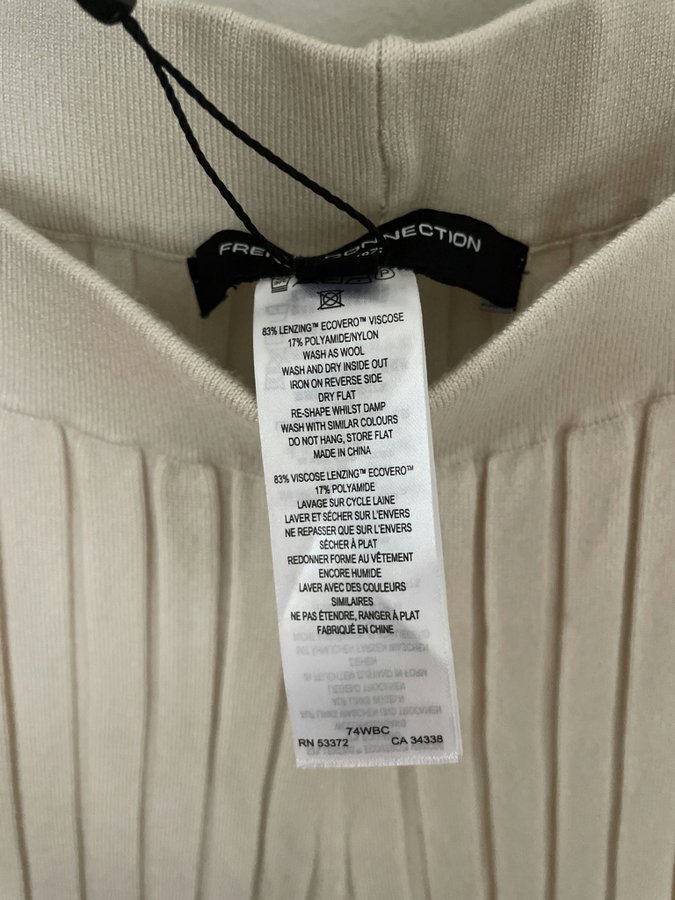 83% LENZING™ ECOVERO™ VISCOSE
17% POLYAMIDE/NYLON
WASH AS WOOL
WASH AND DRY INSIDE OUT
IRON ON REVERSE SIDE
DRY FLAT
RE-SHAPE WHILST DAMP
WASH WITH SIMILAR COLOURS
DO NOT HANG, STORE FLAT
MADE IN CHINA
83% VISCOSE LENZING™ ECOVERO™
17% POLYAMIDE
LAVAGE SUR CYCLE LAINE
LAVER ET SÉCHER SUR L'ENVERS
NE REPASSER QUE SUR L'ENVERS
SÉCHER À PLAT
REDONNER FORME AU VÊTEMENT
ENCORE HUMIDE
LAVER AVEC DES COULEURS
SIMILAIRES
NE PAS ÉTENDRE, RANGER À PLAT
FABRIQUÉ EN CHINE
74WBC
RN 53372 CA 34338